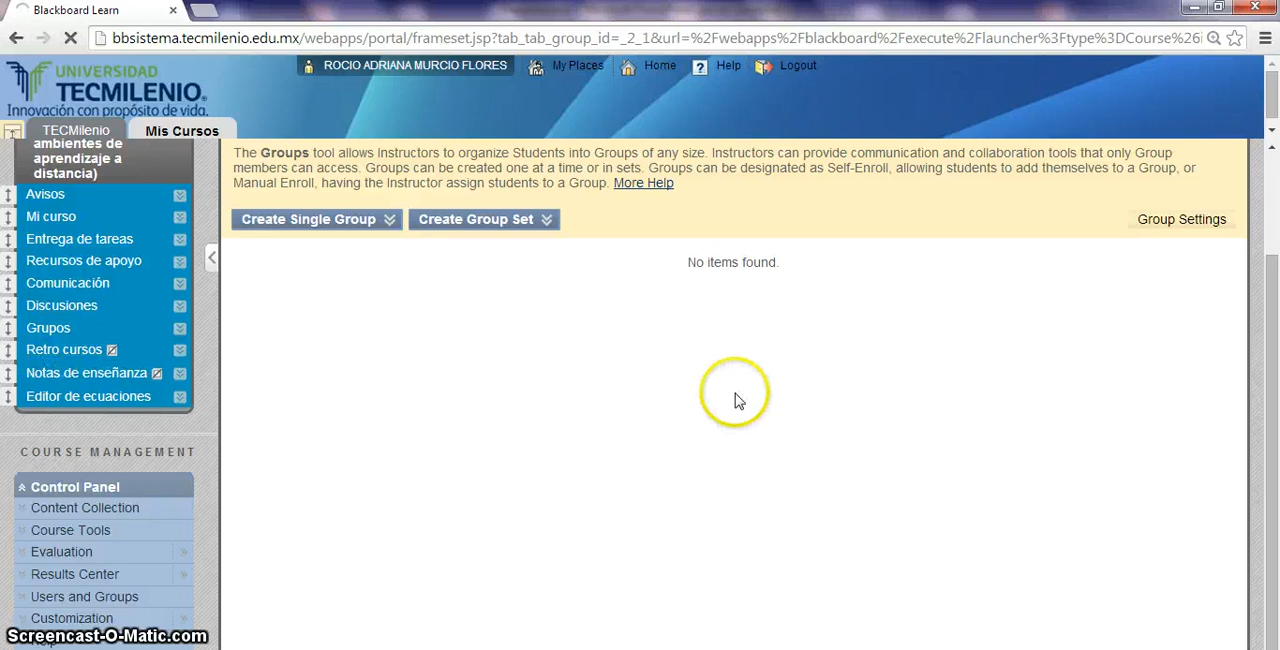 Blackboard Learn
bbsistema.tecmilenio.edu.mx/webapps/portal/frameset.jsp?tab_tab_group_id=_2_1&url=%2Fwebapps%2Fblackboard%2Fexecute%2Flauncher%3Ftype%3DCourse%26i
UNIVERSIDAD
TECMILENIO
Innovación con propósito de vida.
ROCIO ADRIANA MURCIO FLORES
My Places
Home
Help
Logout
TECMilenio
Mis Cursos
ambientes de
aprendizaje a
distancia)
Avisos
Mi curso
Entrega de tareas
Recursos de apoyo
Comunicación
Discusiones
Grupos
Retro cursos
Notas de enseñanza
Editor de ecuaciones
COURSE MANAGEMENT
Control Panel
Content Collection
Course Tools
Evaluation
Results Center
Users and Groups
Customization
The Groups tool allows Instructors to organize Students into Groups of any size. Instructors can provide communication and collaboration tools that only Group
members can access. Groups can be created one at a time or in sets. Groups can be designated as Self-Enroll, allowing students to add themselves to a Group, or
Manual Enroll, having the Instructor assign students to a Group. More Help
Create Single Group
Create Group Set
Group Settings
No items found.
Screencast-O-Matic.com